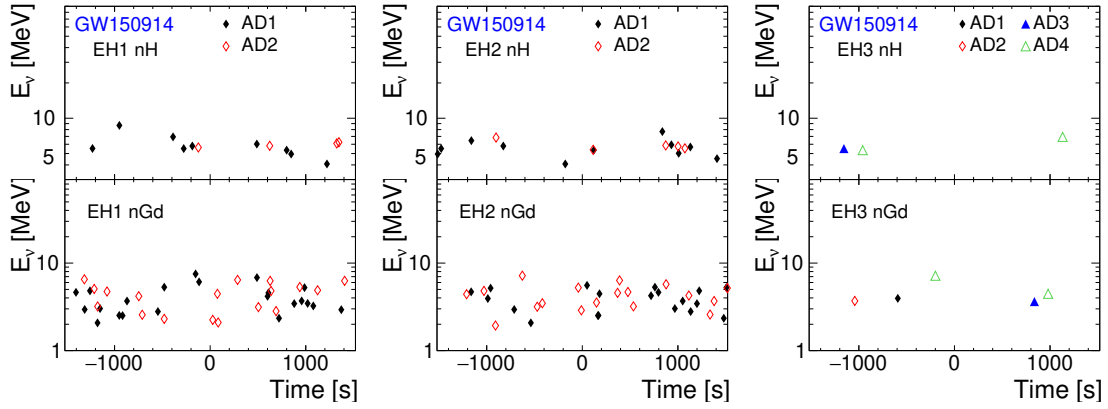 GW150914
AD1
AD2
EH1 nH
E_ν [MeV]
10
5
EH1 nGd
E_ν [MeV]
10
1
−1000 0 1000
Time [s]
GW150914
AD1
AD2
EH2 nH
E_ν [MeV]
10
5
EH2 nGd
E_ν [MeV]
10
1
−1000 0 1000
Time [s]
GW150914
AD1 AD3
AD2 AD4
EH3 nH
E_ν [MeV]
10
5
EH3 nGd
E_ν [MeV]
10
1
−1000 0 1000
Time [s]